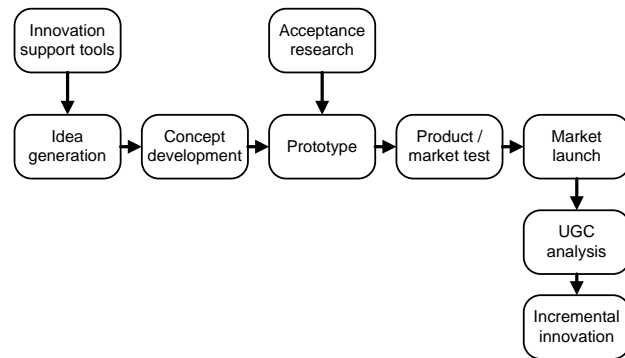 Innovation
support tools
Acceptance
research
Idea
generation
Concept
development
Prototype
Product /
market test
Market
launch
UGC
analysis
Incremental
innovation